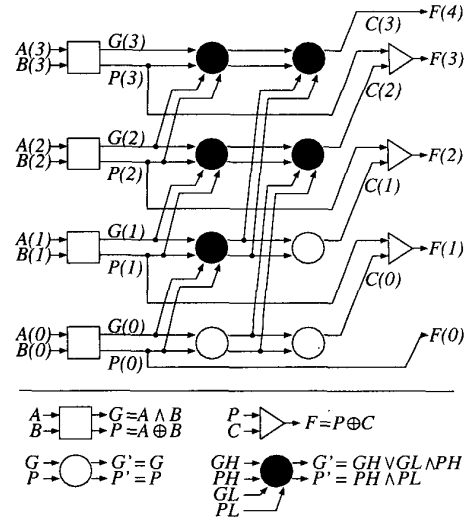 C(3) F(4)
A(3) G(3)
B(3) P(3) F(3)
C(2)
A(2) G(2)
B(2) P(2) F(2)
C(1)
A(1) G(1)
B(1) P(1) F(1)
C(0)
A(0) G(0)
B(0) P(0) F(0)
A G = A ∧ B
B P = A ⊕ B
P
C F = P ⊕ C
G G' = G
P P' = P
GH G' = GH ∨ GL ∧ PH
PH P' = PH ∧ PL
GL
PL